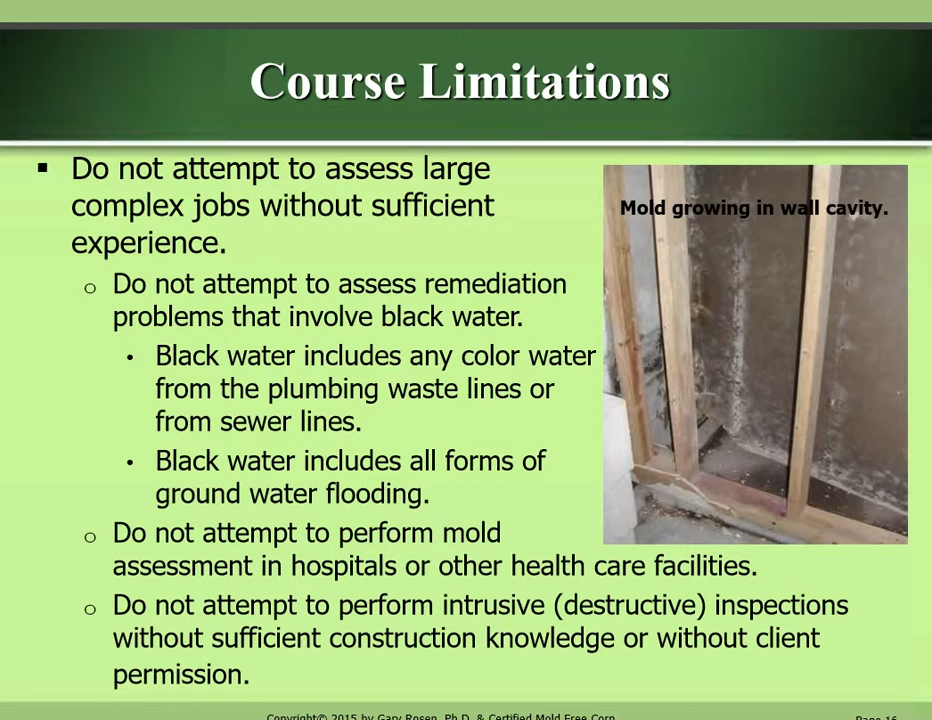 Course Limitations
▪ Do not attempt to assess large
complex jobs without sufficient
experience.
Mold growing in wall cavity.
o Do not attempt to assess remediation
problems that involve black water.
• Black water includes any color water
from the plumbing waste lines or
from sewer lines.
• Black water includes all forms of
ground water flooding.
o Do not attempt to perform mold
assessment in hospitals or other health care facilities.
o Do not attempt to perform intrusive (destructive) inspections
without sufficient construction knowledge or without client
permission.
Copyright© 2015 by Gary Rosen, Ph.D. & Certified Mold Free Corp.
Page 16